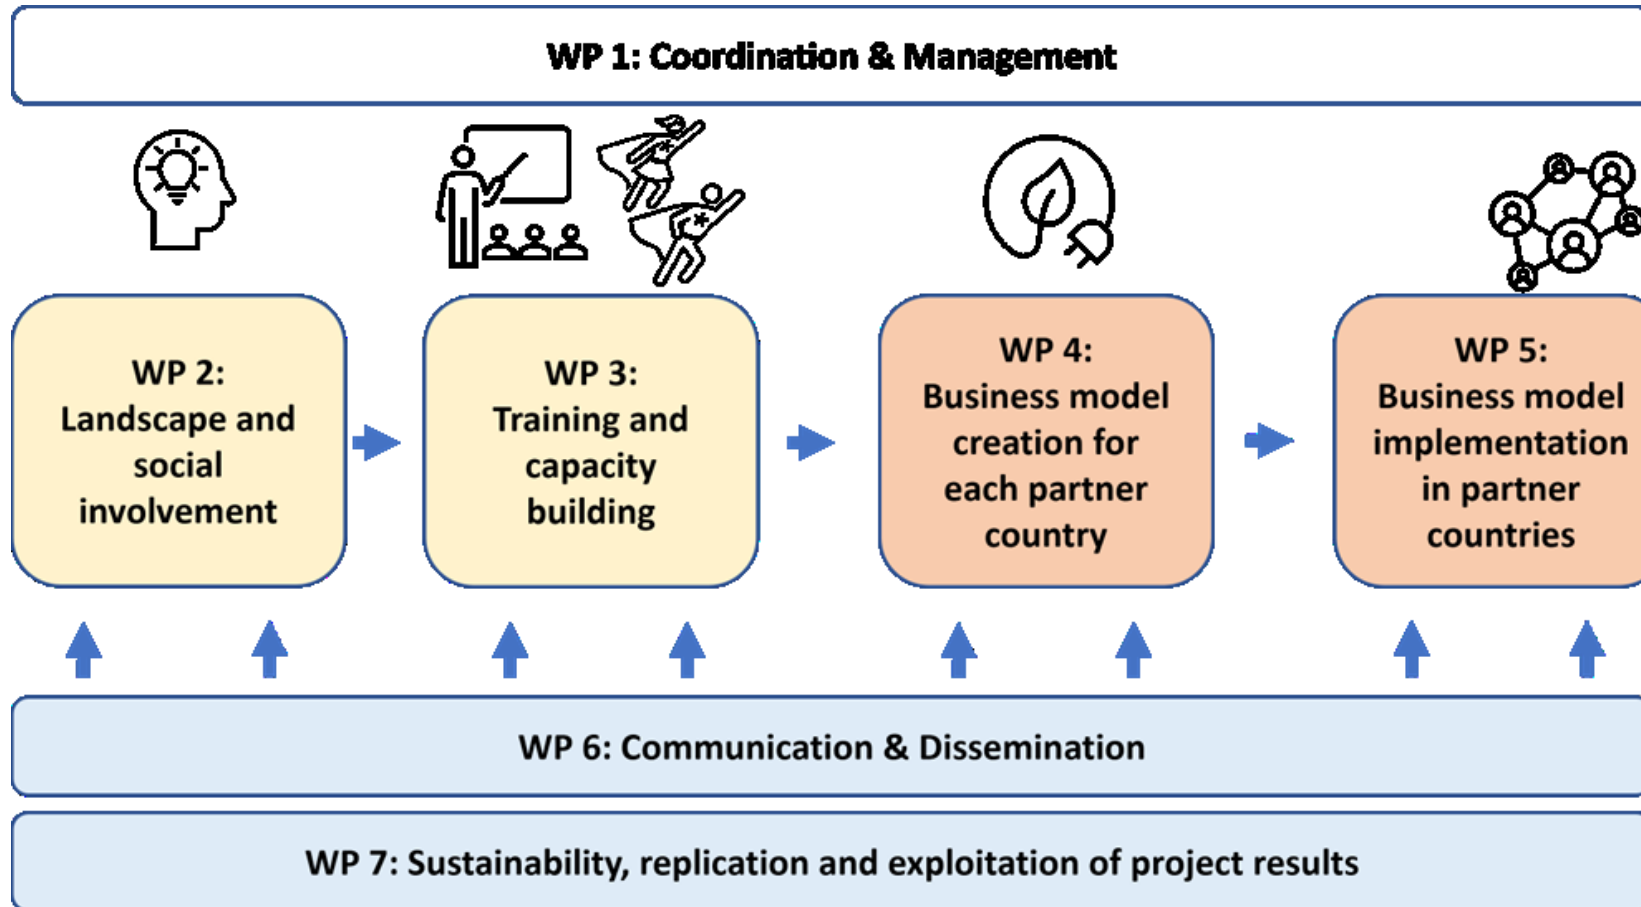 WP 1: Coordination & Management
WP 2:
Landscape and
social
involvement
WP 3:
Training and
capacity
building
WP 4:
Business model
creation for
each partner
country
WP 5:
Business model
implementation
in partner
countries
WP 6: Communication & Dissemination
WP 7: Sustainability, replication and exploitation of project results